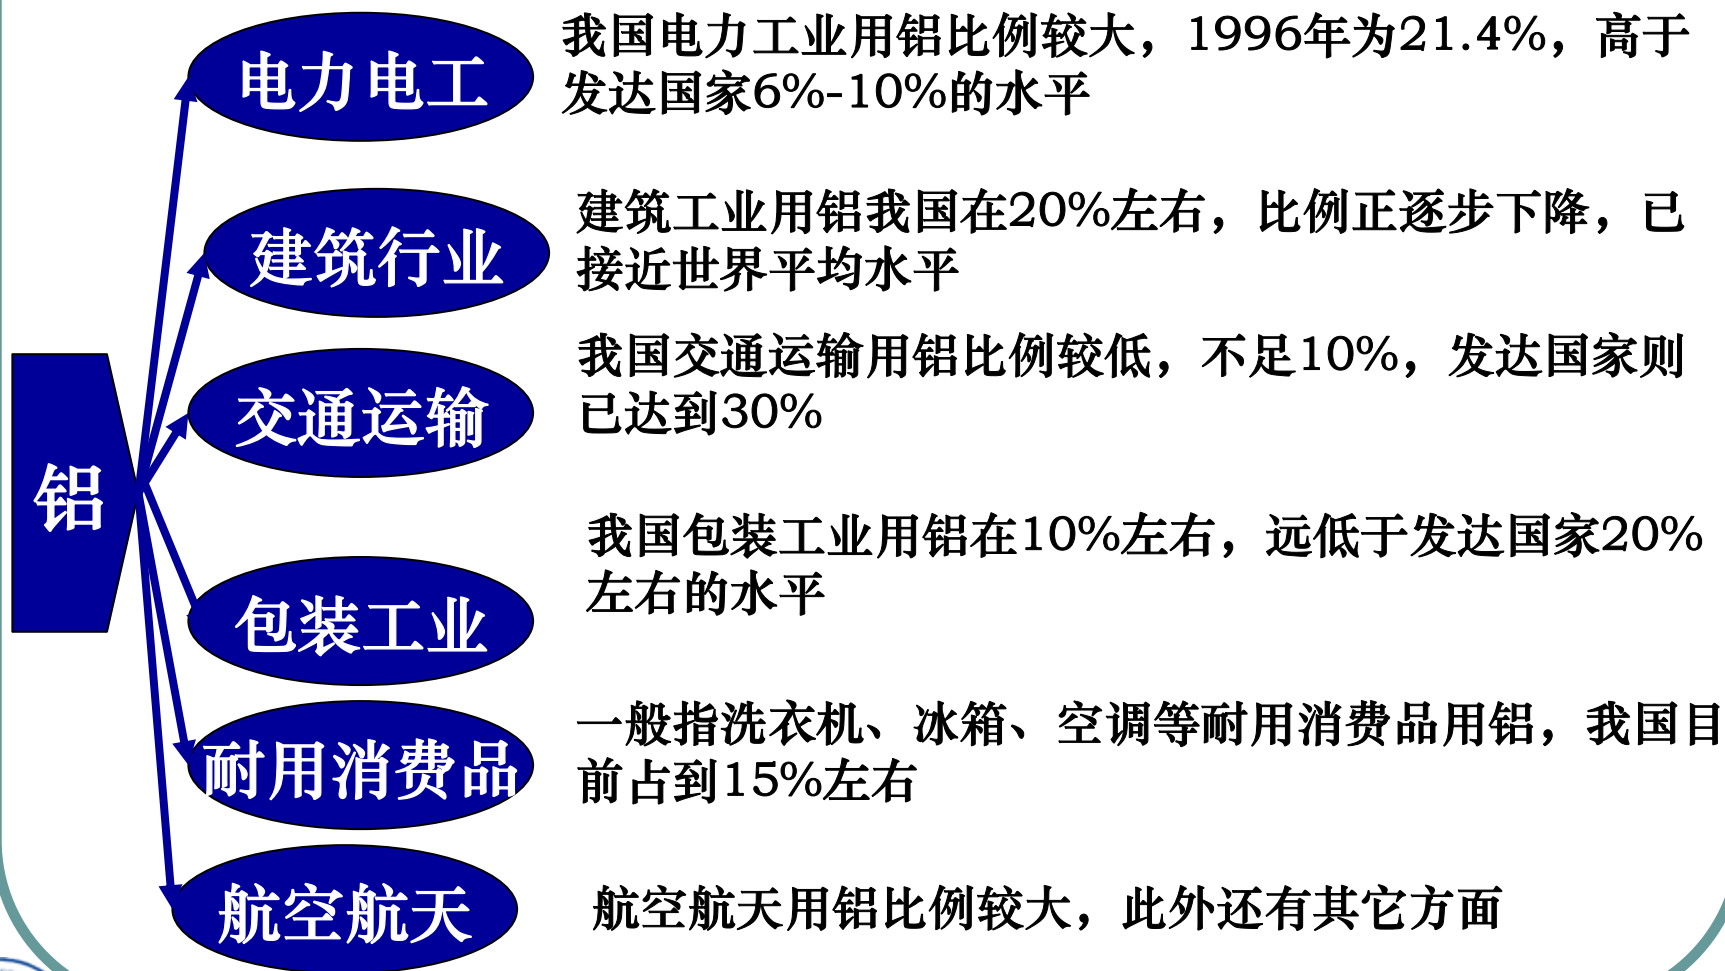 电力电工
我国电力工业用铝比例较大，1996年为21.4%，高于
发达国家6%-10%的水平
建筑行业
建筑工业用铝我国在20%左右，比例正逐步下降，已
接近世界平均水平
交通运输
我国交通运输用铝比例较低，不足10%，发达国家则
已达到30%
铝
包装工业
我国包装工业用铝在10%左右，远低于发达国家20%
左右的水平
耐用消费品
一般指洗衣机、冰箱、空调等耐用消费品用铝，我国目
前占到15%左右
航空航天
航空航天用铝比例较大，此外还有其它方面